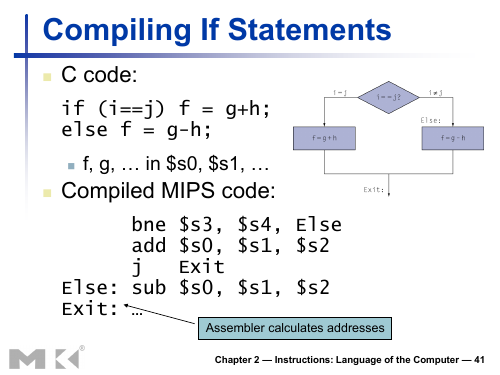 Compiling If Statements
C code:
if (i==j) f = g+h;
else f = g-h;
f, g, … in $s0, $s1, …
Compiled MIPS code:
bne $s3, $s4, Else
add $s0, $s1, $s2
j Exit
Else: sub $s0, $s1, $s2
Exit: …
Assembler calculates addresses
i=j
i==j?
i≠j
Else:
f=g+h
f=g-h
Exit:
MK®
Chapter 2 — Instructions: Language of the Computer — 41